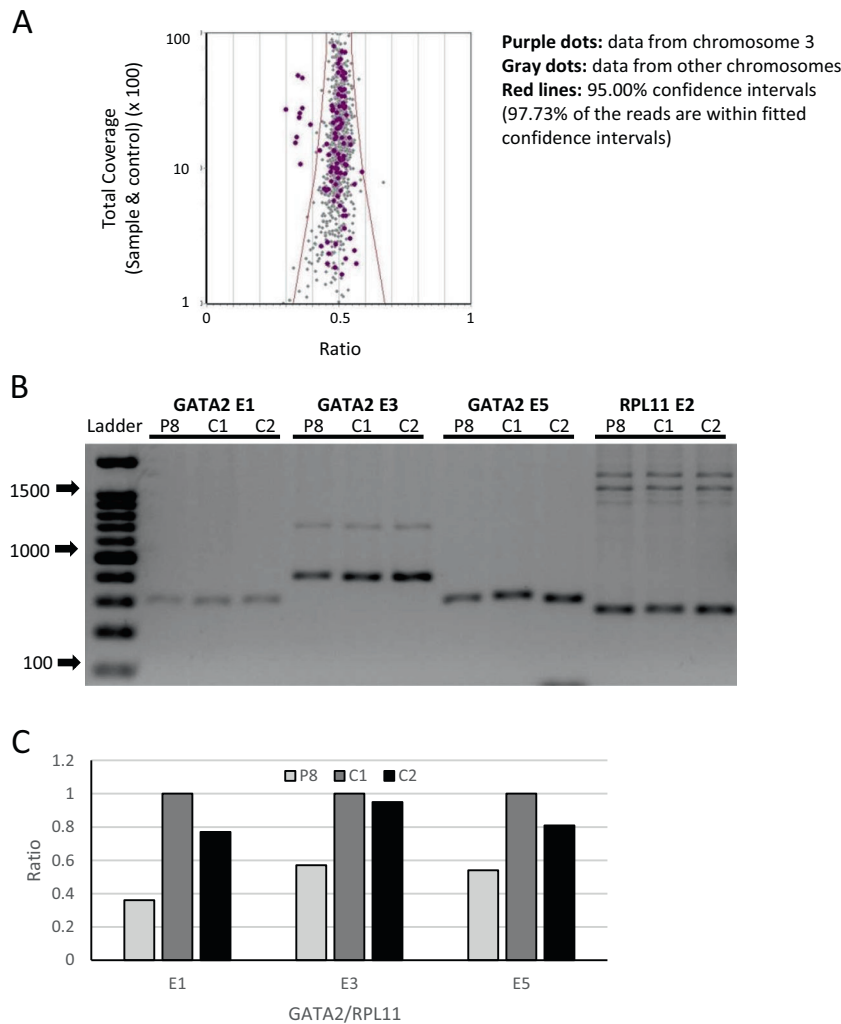 A
Total Coverage
(Sample & control) (x 100)
100
10
1
0
0.5
1
Ratio
Purple dots: data from chromosome 3
Gray dots: data from other chromosomes
Red lines: 95.00% confidence intervals
(97.73% of the reads are within fitted
confidence intervals)
B
GATA2 E1 GATA2 E3 GATA2 E5 RPL11 E2
Ladder P8 C1 C2 P8 C1 C2 P8 C1 C2 P8 C1 C2
1500
1000
100
C
P8 C1 C2
Ratio
1.2
1
0.8
0.6
0.4
0.2
0
E1 E3 E5
GATA2/RPL11